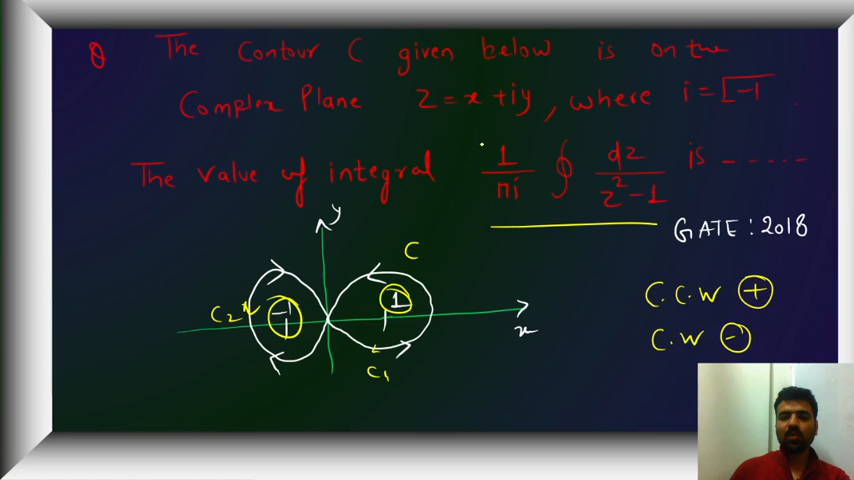 Q The Contour C given below is on the
Complex Plane Z = x + iy, where i = √-1.
The value of integral 1/πi ∮ dz/z²-1 is -----
GATE : 2018
y
C
C.C.W +
-1
1
C2
x
C.W -
C1